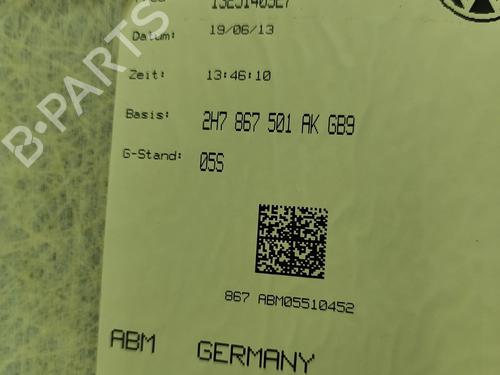 Datum: 19/06/13
Zeit: 13:46:10
Basis: 2H7 867 501 AK GB9
G-Stand: 05S
867 ABM05510452
ABM GERMANY
B-PARTS